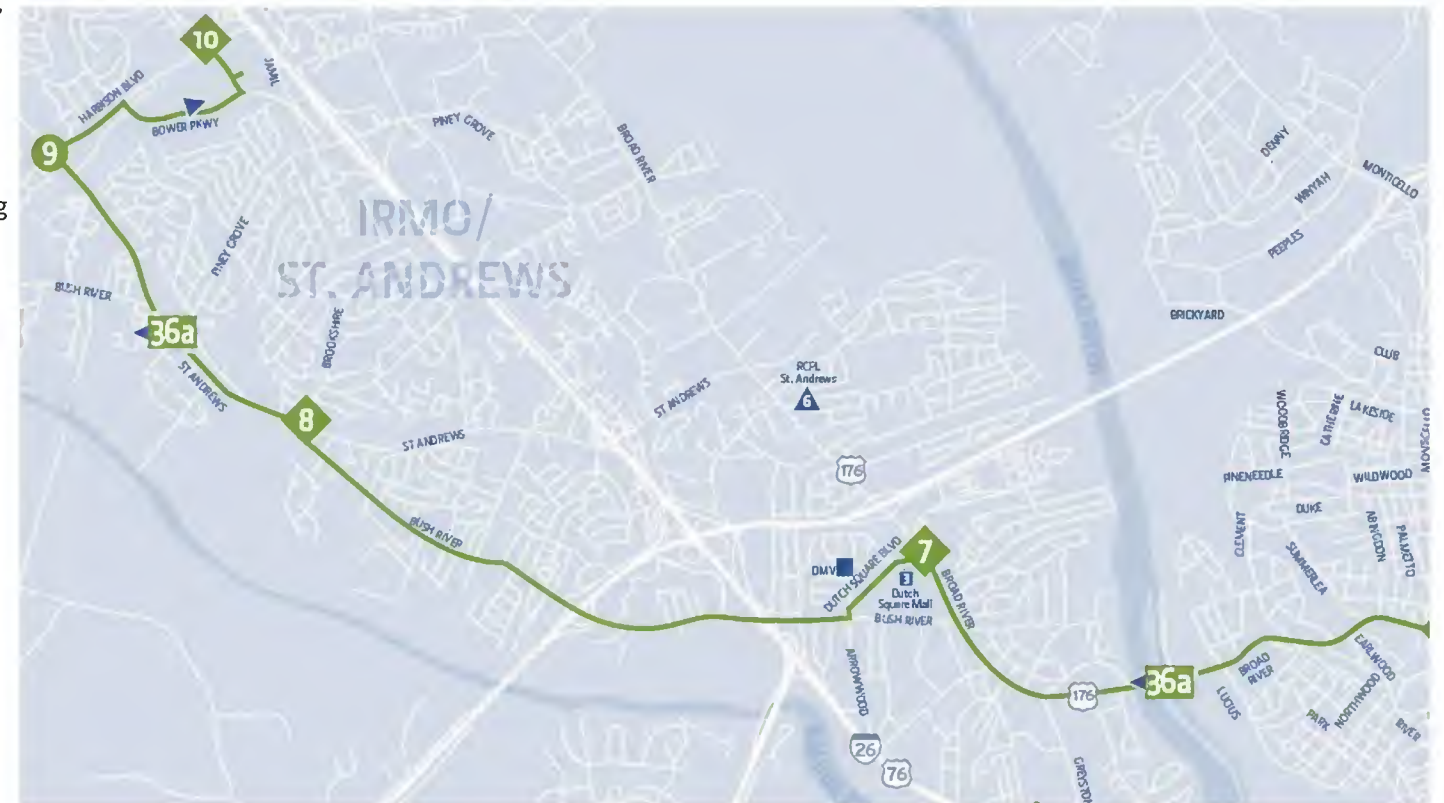 10
JAMIL
HARBISON BLVD
BOWER PKWY
9
PINEY GROVE
BROAD RIVER
DENNY
MONTICELLO
WINYAH
PEEPLES
g
IRMO/
ST. ANDREWS
PINEY GROVE
BUSH RIVER
36a
BROOKSHIRE
ST ANDREWS
8
ST ANDREWS
ST ANDREWS
RCPL
St. Andrews
6
176
BRICKYARD
CLUB
WOODBRIDGE
CATHERINE
LAKESIDE
PINENEEDLE
WILDWOOD
DUKE
CLEMENT
SUMMERLEA
ABINGDON
PALMETTO
BUSH RIVER
DMV
DUTCH SQUARE BLVD
7
3
Dutch
Square Mall
BUSH RIVER
BROAD RIVER
ARROWWOOD
176
36a
BROAD
RIVER
LUCIUS
EARLWOOD
NORTHWOOD
PARK
RIVER
26
76